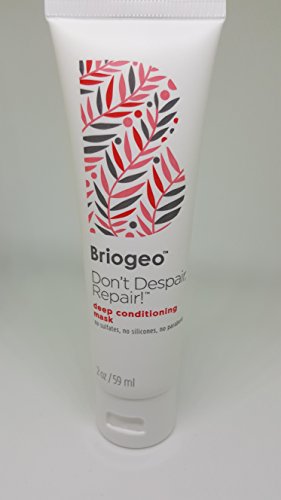 Briogeo™
Don't Despair,
Repair!™
deep conditioning
mask
no sulfates, no silicones, no parabens
2 oz / 59 ml